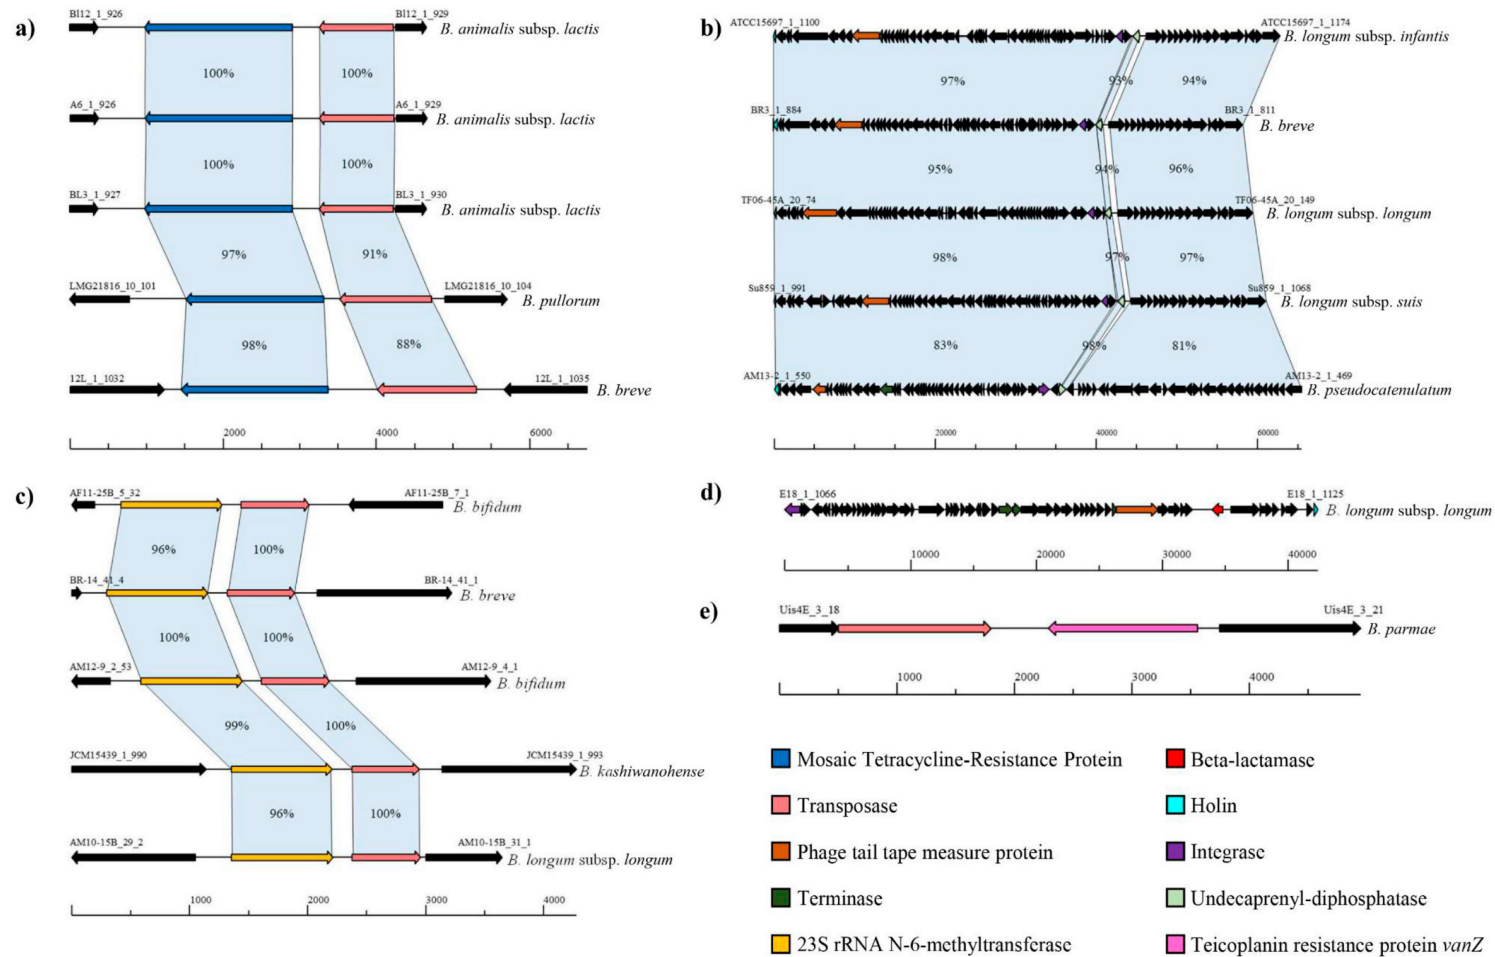 a)
Bl12_1_926 Bl12_1_929
B. animalis subsp. lactis
100% 100%
A6_1_926 A6_1_929
B. animalis subsp. lactis
100% 100%
BL3_1_927 BL3_1_930
B. animalis subsp. lactis
97% 91%
LMG21816_10_101 LMG21816_10_104
B. pullorum
98% 88%
12L_1_1032 12L_1_1035
B. breve
2000 4000 6000
b)
ATCC15697_1_1100 ATCC15697_1_1174
B. longum subsp. infantis
97% 93% 94%
BR3_1_884 BR3_1_811
B. breve
95% 94% 96%
TF06-45A_20_74 TF06-45A_20_149
B. longum subsp. longum
98% 97% 97%
Su859_1_991 Su859_1_1068
B. longum subsp. suis
83% 98% 81%
AM13-2_1_550 AM13-2_1_469
B. pseudocatenulatum
20000 40000 60000
c)
AF11-25B_5_32 AF11-25B_7_1
B. bifidum
96% 100%
BR-14_41_4 BR-14_41_1
B. breve
100% 100%
AM12-9_2_53 AM12-9_4_1
B. bifidum
99% 100%
JCM15439_1_990 JCM15439_1_993
B. kashiwanohense
96% 100%
AM10-15B_29_2 AM10-15B_31_1
B. longum subsp. longum
1000 2000 3000 4000
d)
E18_1_1066 E18_1_1125
B. longum subsp. longum
10000 20000 30000 40000
e)
Uis4E_3_18 Uis4E_3_21
B. parmae
1000 2000 3000 4000
Mosaic Tetracycline-Resistance Protein
Transposase
Phage tail tape measure protein
Terminase
23S rRNA N-6-methyltransferase
Beta-lactamase
Holin
Integrase
Undecaprenyl-diphosphatase
Teicoplanin resistance protein vanZ